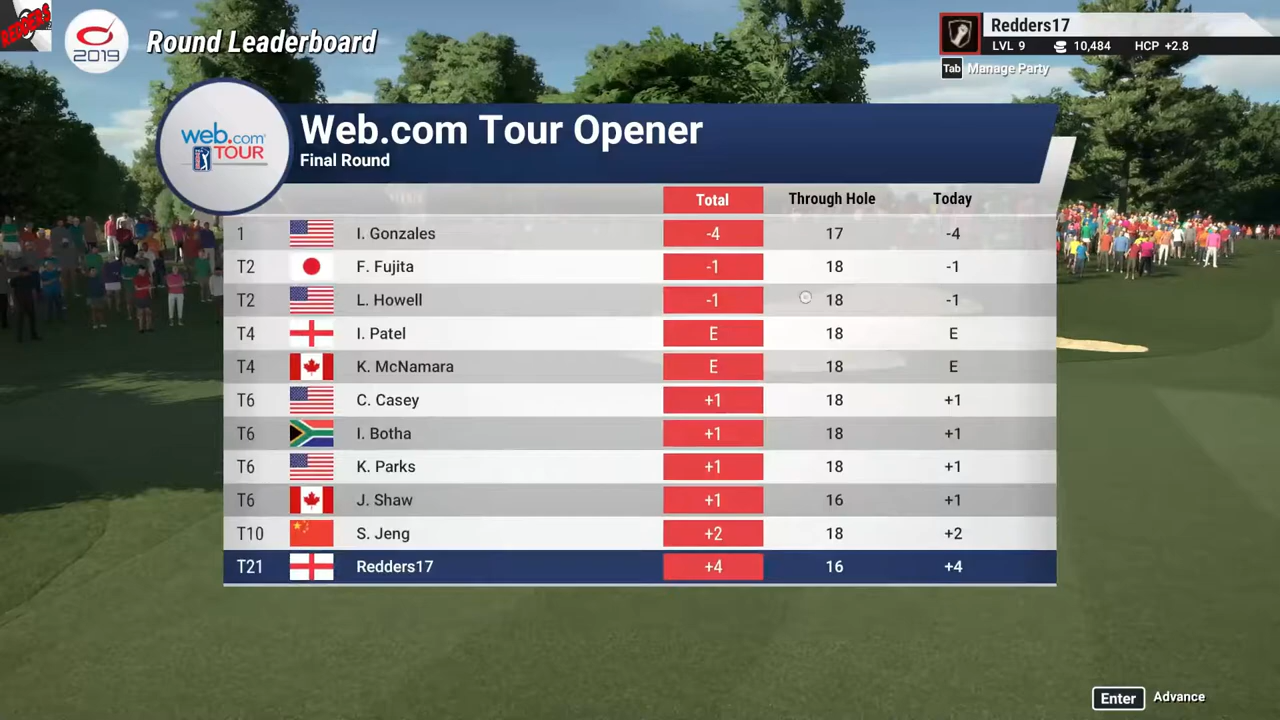 REDDERS
2019
Round Leaderboard
Redders17
LVL 9 10,484 HCP +2.8
Tab Manage Party
web.com
PGA TOUR TOUR
Web.com Tour Opener
Final Round
Total Through Hole Today
1 I. Gonzales -4 17 -4
T2 F. Fujita -1 18 -1
T2 L. Howell -1 18 -1
T4 I. Patel E 18 E
T4 K. McNamara E 18 E
T6 C. Casey +1 18 +1
T6 I. Botha +1 18 +1
T6 K. Parks +1 18 +1
T6 J. Shaw +1 16 +1
T10 S. Jeng +2 18 +2
T21 Redders17 +4 16 +4
Enter Advance